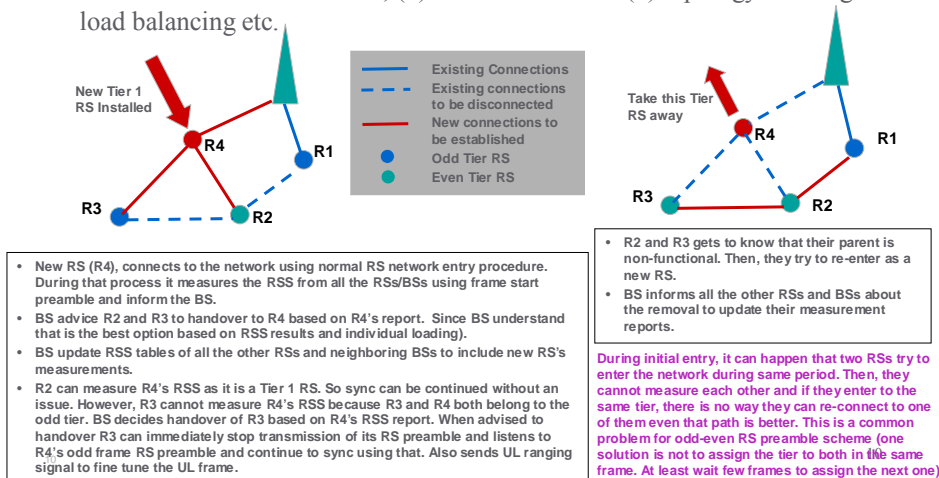 load balancing etc.
New Tier 1
RS Installed
R4
R1
R3
R2
Existing Connections
Existing connections
to be disconnected
New connections to
be established
Odd Tier RS
Even Tier RS
Take this Tier
RS away
R4
R1
R3
R2
• New RS (R4), connects to the network using normal RS network entry procedure.
During that process it measures the RSS from all the RSs/BSs using frame start
preamble and inform the BS.
• BS advice R2 and R3 to handover to R4 based on R4's report. Since BS understand
that is the best option based on RSS results and individual loading).
• BS update RSS tables of all the other RSs and neighboring BSs to include new RS's
measurements.
• R2 can measure R4's RSS as it is a Tier 1 RS. So sync can be continued without an
issue. However, R3 cannot measure R4's RSS because R3 and R4 both belong to the
odd tier. BS decides handover of R3 based on R4's RSS report. When advised to
handover R3 can immediately stop transmission of its RS preamble and listens to
R4's odd frame RS preamble and continue to sync using that. Also sends UL ranging
signal to fine tune the UL frame.
• R2 and R3 gets to know that their parent is
non-functional. Then, they try to re-enter as a
new RS.
• BS informs all the other RSs and BSs about
the removal to update their measurement
reports.
During initial entry, it can happen that two RSs try to
enter the network during same period. Then, they
cannot measure each other and if they enter to the
same tier, there is no way they can re-connect to one
of them even that path is better. This is a common
problem for odd-even RS preamble scheme (one
solution is not to assign the tier to both in the same
frame. At least wait few frames to assign the next one)